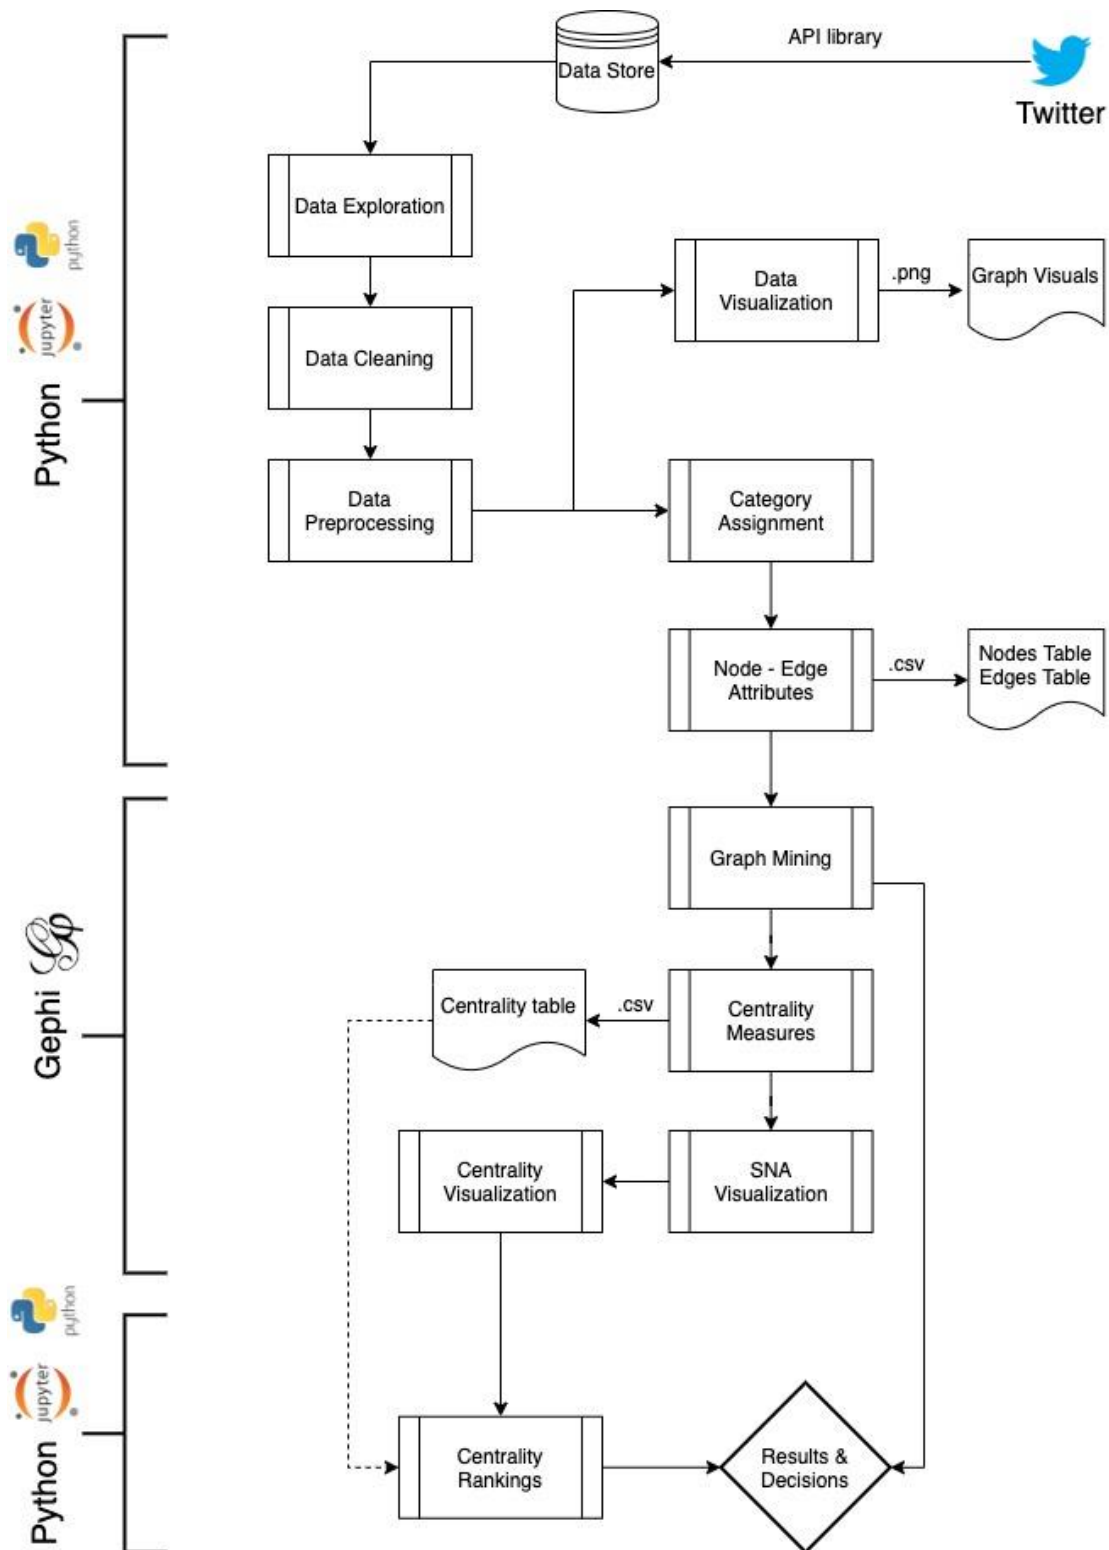 API library
Data Store
Twitter
Data Exploration
python
Data
Visualization
.png
Graph Visuals
jupyter
Data Cleaning
Python
Data
Preprocessing
Category
Assignment
Node - Edge
Attributes
.csv
Nodes Table
Edges Table
Graph Mining
Gephi
Centrality table
.csv
Centrality
Measures
Centrality
Visualization
SNA
Visualization
python
jupyter
Python
Centrality
Rankings
Results &
Decisions